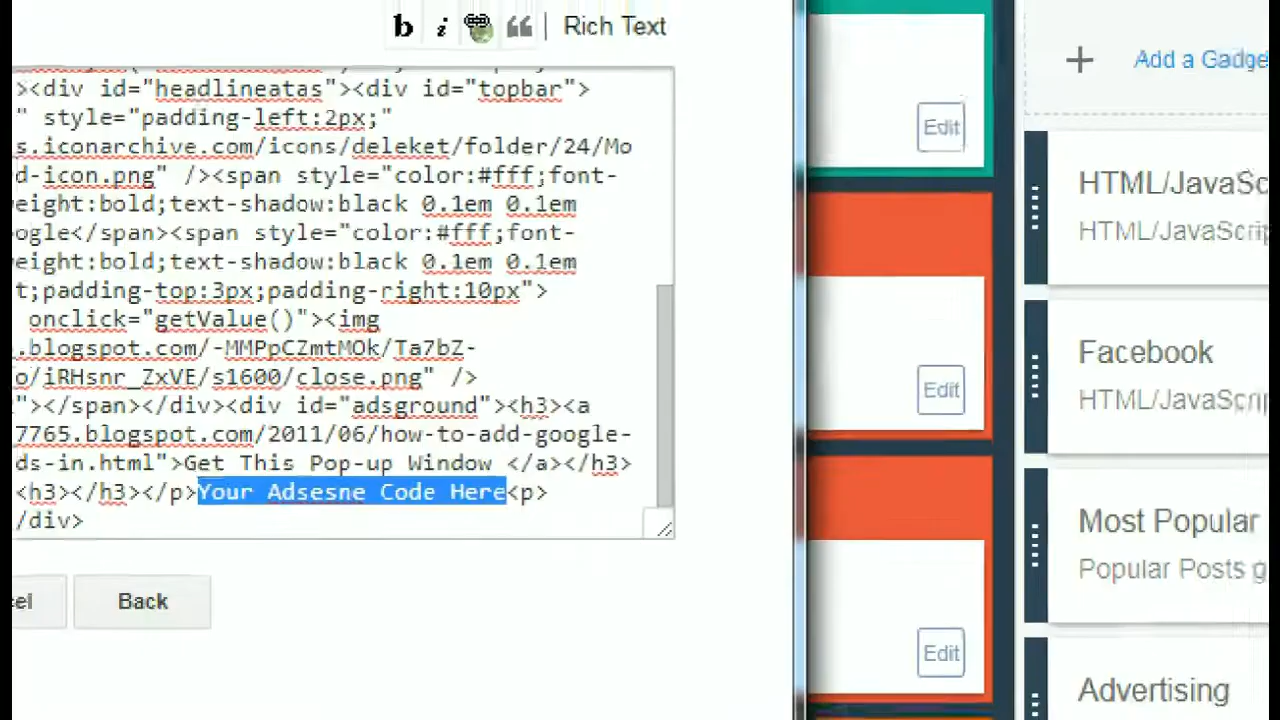 b i Rich Text
><div id="headlineatas"><div id="topbar">
" style="padding-left:2px;"
s.iconarchive.com/icons/deleket/folder/24/Mo
d-icon.png" /><span style="color:#fff;font-
eight:bold;text-shadow:black 0.1em 0.1em
ogle</span><span style="color:#fff;font-
eight:bold;text-shadow:black 0.1em 0.1em
t;padding-top:3px;padding-right:10px">
onclick="getValue()"><img
.blogspot.com/-MMPpCZmtMOk/Ta7bZ-
o/iRHsnr_ZxVE/s1600/close.png" />
"></span></div><div id="adsground"><h3><a
7765.blogspot.com/2011/06/how-to-add-google-
ds-in.html">Get This Pop-up Window </a></h3>
<h3></h3></p>Your Adsesne Code Here<p>
/div>
cel Back
Edit
Edit
Edit
+ Add a Gadge
HTML/JavaSc
HTML/JavaScrip
Facebook
HTML/JavaScrip
Most Popular
Popular Posts g
Advertising